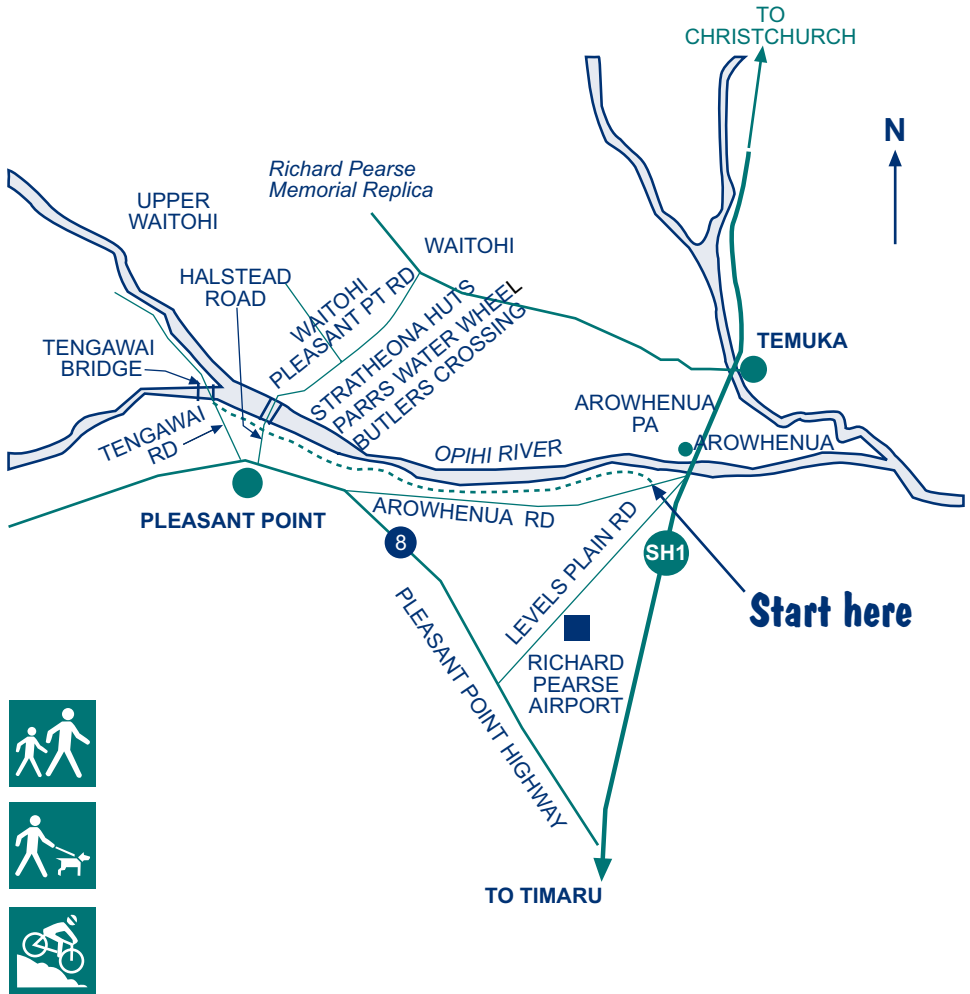 TO
CHRISTCHURCH
N
Richard Pearse
Memorial Replica
UPPER
WAITOHI
WAITOHI
HALSTEAD
ROAD
WAITOHI
PLEASANT PT RD
STRATHEONA HUTS
PARRS WATER WHEEL
BUTLERS CROSSING
TENGAWAI
BRIDGE
TEMUKA
AROWHENUA
PA
AROWHENUA
TENGAWAI
RD
OPIHI RIVER
PLEASANT POINT
AROWHENUA RD
8
SH1
LEVELS PLAIN RD
Start here
PLEASANT POINT HIGHWAY
RICHARD
PEARSE
AIRPORT
TO TIMARU